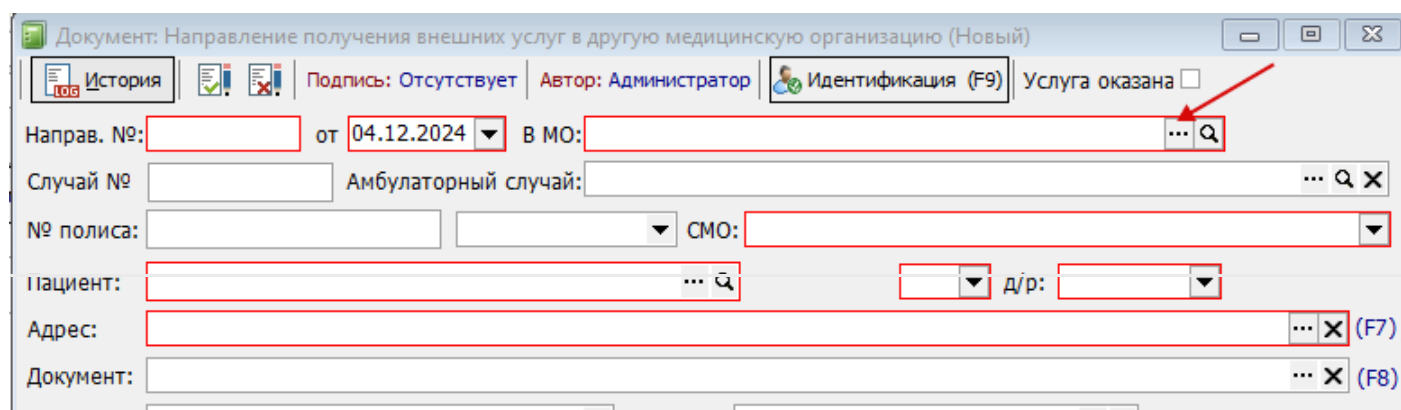 Документ: Направление получения внешних услуг в другую медицинскую организацию (Новый)
LOG История Подпись: Отсутствует Автор: Администратор Идентификация (F9) Услуга оказана
Направ. №: от 04.12.2024 В МО:
Случай № Амбулаторный случай:
№ полиса: СМО:
Пациент: д/р:
Адрес: (F7)
Документ: (F8)